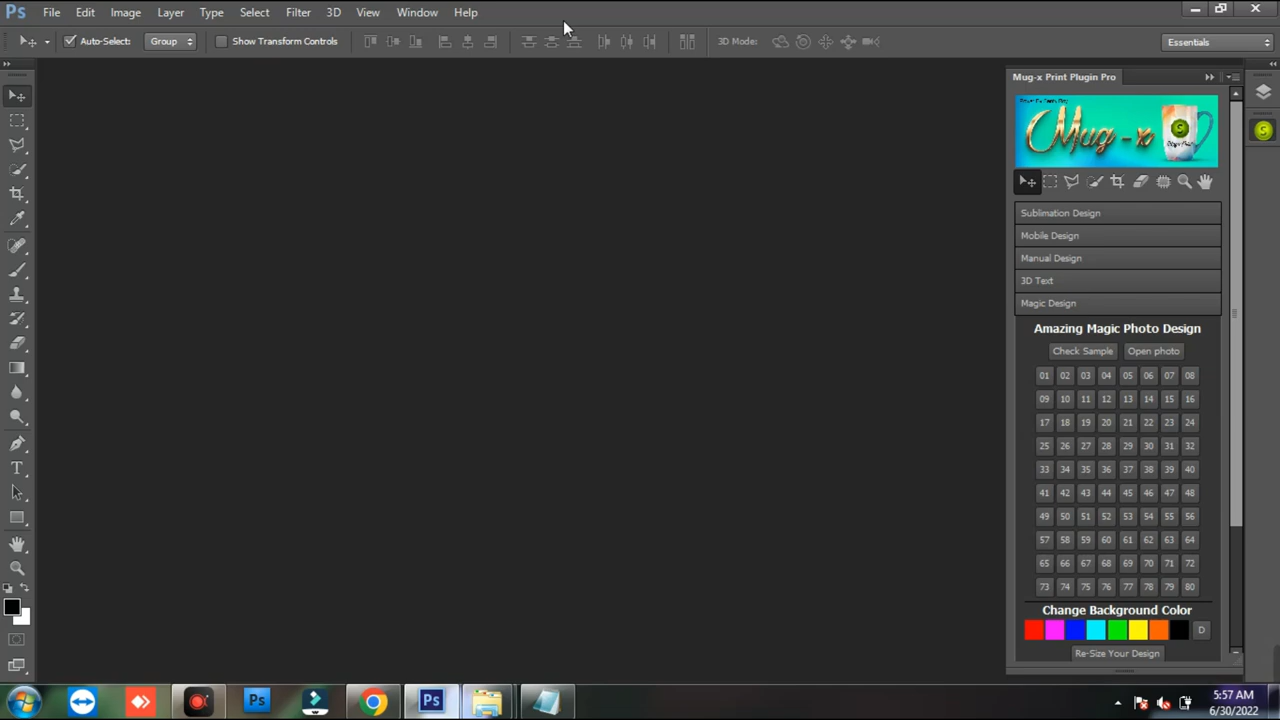 Ps File Edit Image Layer Type Select Filter 3D View Window Help
Auto-Select: Group Show Transform Controls 3D Mode: Essentials
Mug-x Print Plugin Pro
Mug-x
Sublimation Design
Mobile Design
Manual Design
3D Text
Magic Design
Amazing Magic Photo Design
Check Sample Open photo
01 02 03 04 05 06 07 08
09 10 11 12 13 14 15 16
17 18 19 20 21 22 23 24
25 26 27 28 29 30 31 32
33 34 35 36 37 38 39 40
41 42 43 44 45 46 47 48
49 50 51 52 53 54 55 56
57 58 59 60 61 62 63 64
65 66 67 68 69 70 71 72
73 74 75 76 77 78 79 80
Change Background Color
D
Re-Size Your Design
Ps Ps
5:57 AM
6/30/2022